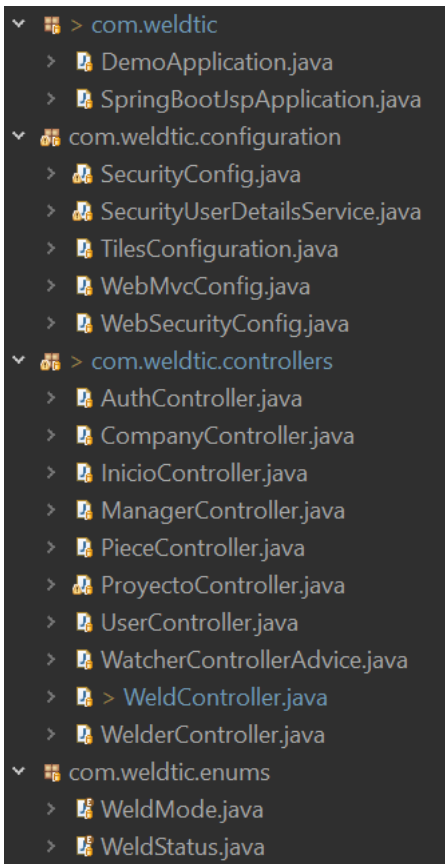 > com.weldtic
DemoApplication.java
SpringBootJspApplication.java
com.weldtic.configuration
SecurityConfig.java
SecurityUserDetailsService.java
TilesConfiguration.java
WebMvcConfig.java
WebSecurityConfig.java
> com.weldtic.controllers
AuthController.java
CompanyController.java
InicioController.java
ManagerController.java
PieceController.java
ProyectoController.java
UserController.java
WatcherControllerAdvice.java
> WeldController.java
WelderController.java
com.weldtic.enums
WeldMode.java
WeldStatus.java